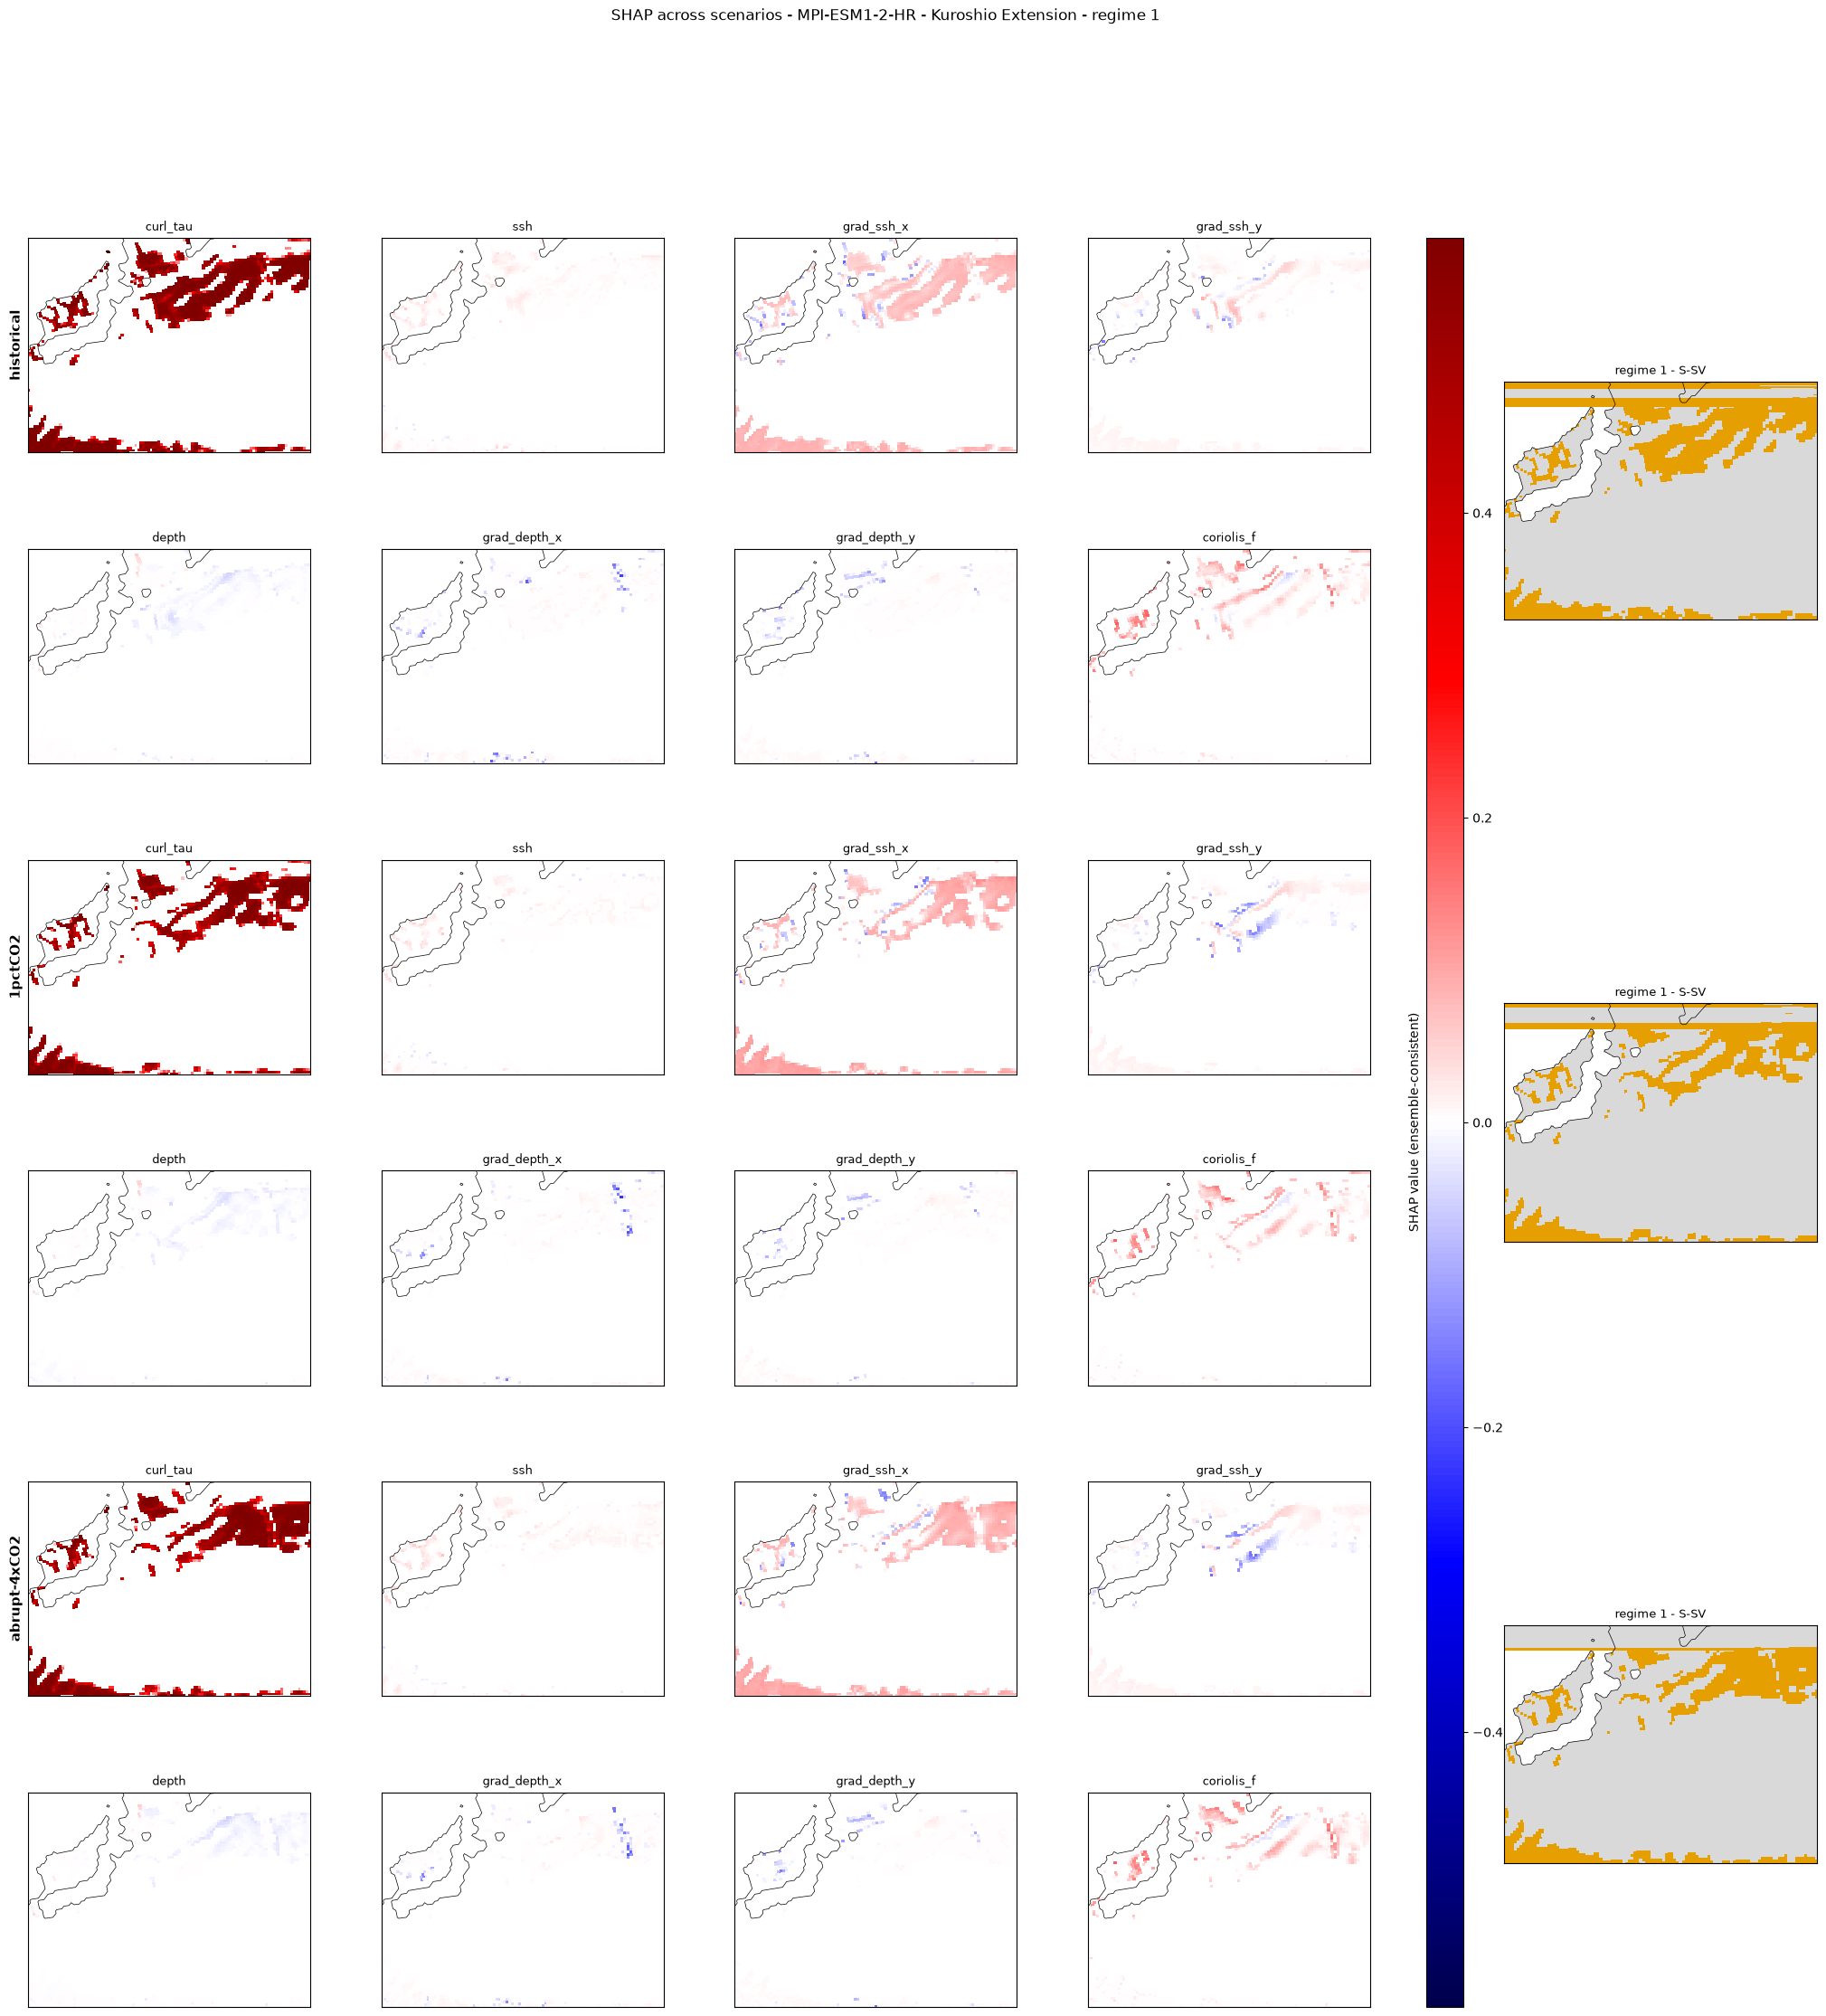 SHAP across scenarios - MPI-ESM1-2-HR - Kuroshio Extension - regime 1
historical
curl_tau
ssh
grad_ssh_x
grad_ssh_y
depth
grad_depth_x
grad_depth_y
coriolis_f
1pctCO2
curl_tau
ssh
grad_ssh_x
grad_ssh_y
depth
grad_depth_x
grad_depth_y
coriolis_f
abrupt-4xCO2
curl_tau
ssh
grad_ssh_x
grad_ssh_y
depth
grad_depth_x
grad_depth_y
coriolis_f
SHAP value (ensemble-consistent)
0.4
0.2
0.0
−0.2
−0.4
regime 1 - S-SV
regime 1 - S-SV
regime 1 - S-SV